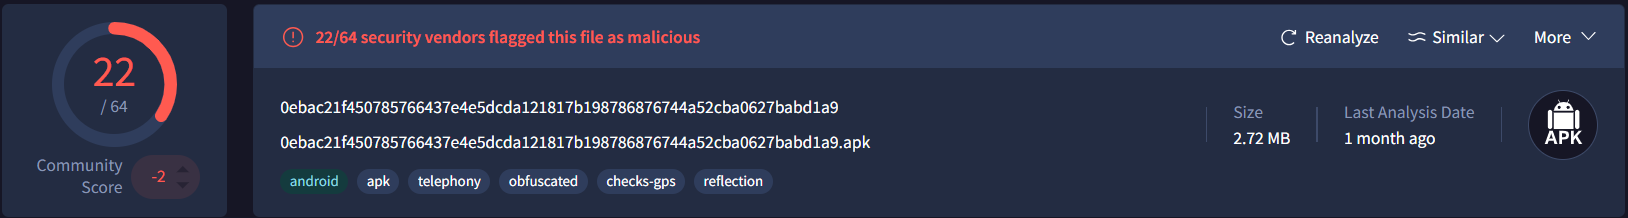 22
/ 64
Community
Score
-2
22/64 security vendors flagged this file as malicious
Reanalyze
Similar
More
0ebac21f450785766437e4e5dcda121817b198786876744a52cba0627babd1a9
0ebac21f450785766437e4e5dcda121817b198786876744a52cba0627babd1a9.apk
android
apk
telephony
obfuscated
checks-gps
reflection
Size
2.72 MB
Last Analysis Date
1 month ago
APK